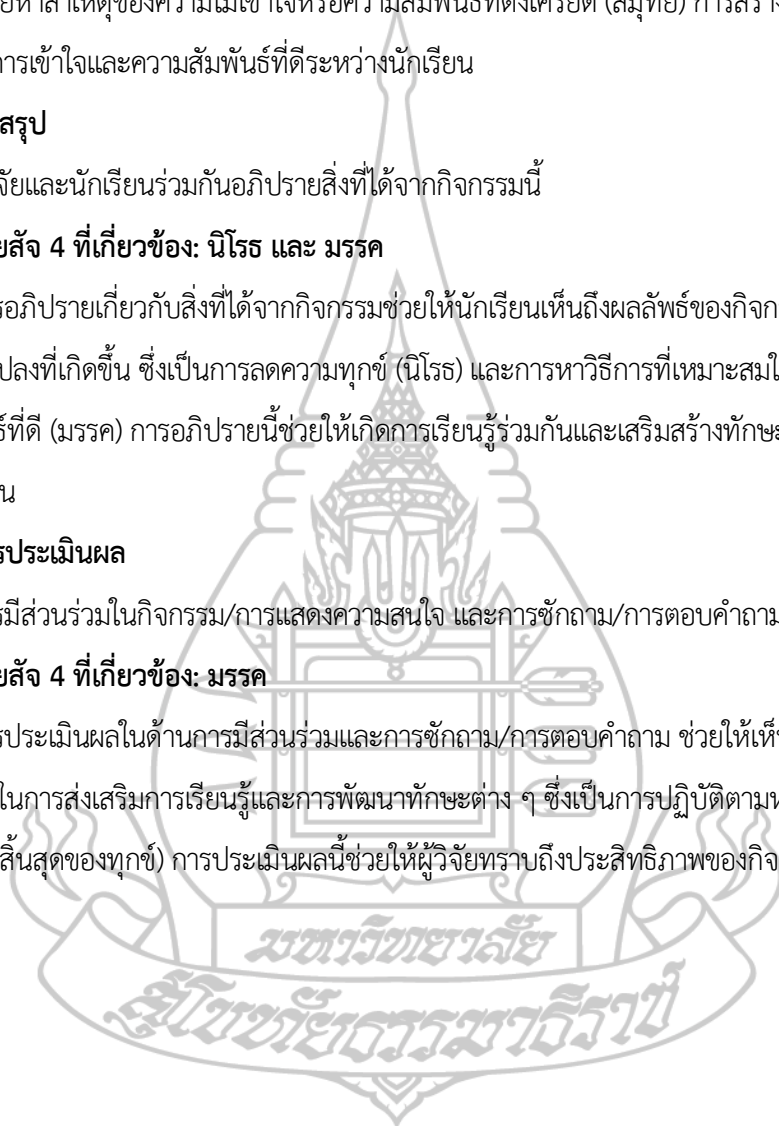 ยหาสาเหตุของความไม่เข้าใจหรือความสัมพันธ์ที่ตึงเครียด (สมุทัย) การสร้าง
การเข้าใจและความสัมพันธ์ที่ดีระหว่างนักเรียน
สรุป
จัยและนักเรียนร่วมกันอภิปรายสิ่งที่ได้จากกิจกรรมนี้
ยสัจ 4 ที่เกี่ยวข้อง: นิโรธ และ มรรค
รอภิปรายเกี่ยวกับสิ่งที่ได้จากกิจกรรมช่วยให้นักเรียนเห็นถึงผลลัพธ์ของกิจก
ปลงที่เกิดขึ้น ซึ่งเป็นการลดความทุกข์ (นิโรธ) และการหาวิธีการที่เหมาะสมใ
ธ์ที่ดี (มรรค) การอภิปรายนี้ช่วยให้เกิดการเรียนรู้ร่วมกันและเสริมสร้างทักษะ
น
รประเมินผล
รมีส่วนร่วมในกิจกรรม/การแสดงความสนใจ และการซักถาม/การตอบคำถาม
ยสัจ 4 ที่เกี่ยวข้อง: มรรค
รประเมินผลในด้านการมีส่วนร่วมและการซักถาม/การตอบคำถาม ช่วยให้เห็
ในการส่งเสริมการเรียนรู้และการพัฒนาทักษะต่าง ๆ ซึ่งเป็นการปฏิบัติตามห
สิ้นสุดของทุกข์) การประเมินผลนี้ช่วยให้ผู้วิจัยทราบถึงประสิทธิภาพของกิจ
มหาวิทยาลัย
สุโขทัยธรรมาธิราช